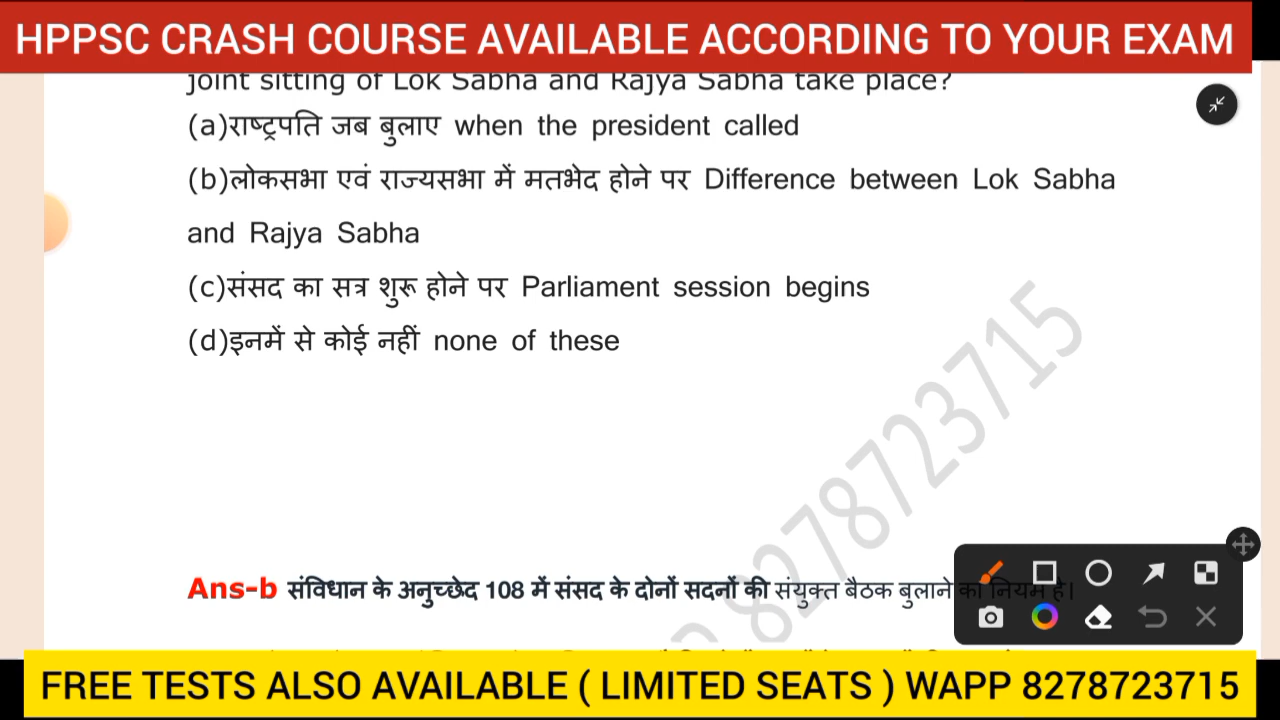 HPPSC CRASH COURSE AVAILABLE ACCORDING TO YOUR EXAM
joint sitting of Lok Sabha and Rajya Sabha take place?
(a)राष्ट्रपति जब बुलाए when the president called
(b)लोकसभा एवं राज्यसभा में मतभेद होने पर Difference between Lok Sabha
and Rajya Sabha
(c)संसद का सत्र शुरू होने पर Parliament session begins
(d)इनमें से कोई नहीं none of these
8278723715
Ans-b संविधान के अनुच्छेद 108 में संसद के दोनों सदनों की संयुक्त बैठक बुलाने का नियम है।
FREE TESTS ALSO AVAILABLE ( LIMITED SEATS ) WAPP 8278723715